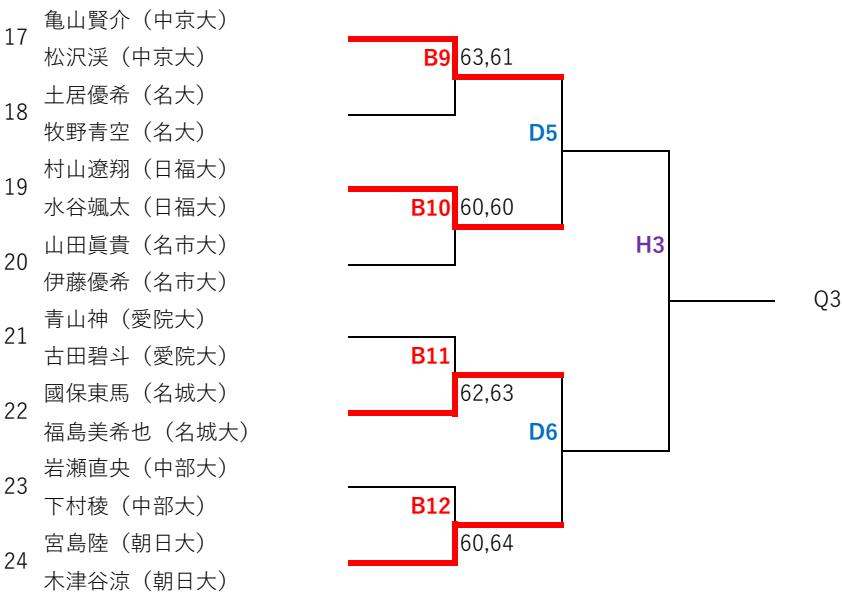 亀山賢介（中京大）
17
松沢渓（中京大）
B9 63,61
土居優希（名大）
18
牧野青空（名大）
D5
村山遼翔（日福大）
19
水谷颯太（日福大）
B10 60,60
山田眞貴（名市大）
H3
20
伊藤優希（名市大）
Q3
青山神（愛院大）
21
古田碧斗（愛院大）
B11
國保東馬（名城大）
62,63
22
福島美希也（名城大）
D6
岩瀬直央（中部大）
23
下村稜（中部大）
B12
宮島陸（朝日大）
60,64
24
木津谷涼（朝日大）